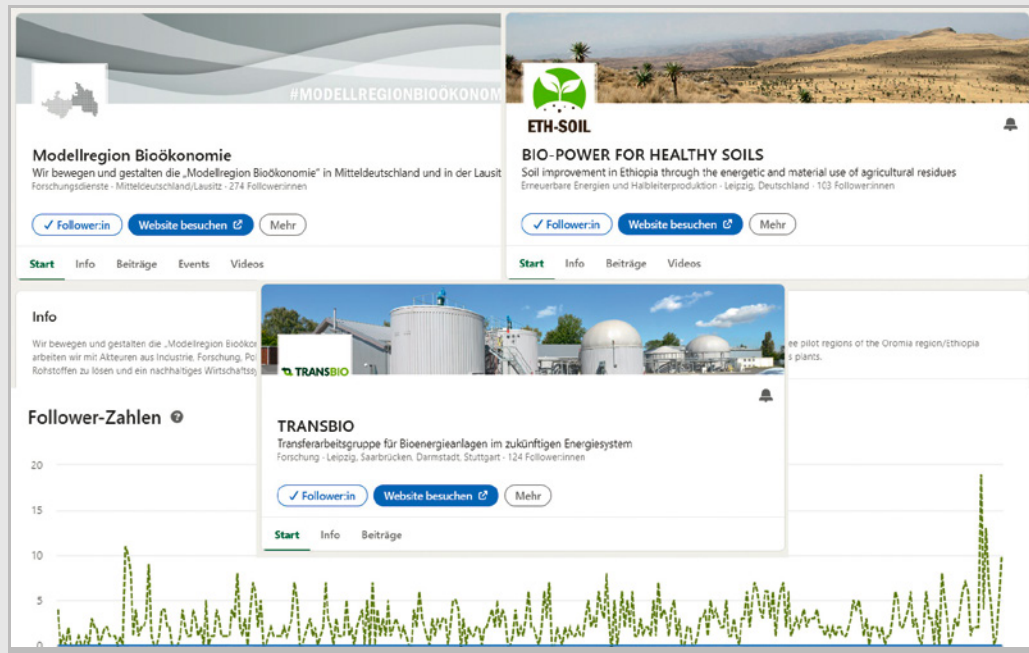 #MODELLREGIONBIOÖKONOM
Modellregion Bioökonomie
Wir bewegen und gestalten die „Modellregion Bioökonomie" in Mitteldeutschland und in der Lausit
Forschungsdienste · Mitteldeutschland/Lausitz · 274 Follower:innen
✓ Follower:in Website besuchen Mehr
Start Info Beiträge Events Videos
ETH-SOIL
BIO-POWER FOR HEALTHY SOILS
Soil improvement in Ethiopia through the energetic and material use of agricultural residues
Erneuerbare Energien und Halbleiterproduktion · Leipzig, Deutschland · 103 Follower:innen
✓ Follower:in Website besuchen Mehr
Start Info Beiträge Videos
Info
Wir bewegen und gestalten die „Modellregion Bioökon
arbeiten wir mit Akteuren aus Industrie, Forschung, Pol
Rohstoffen zu lösen und ein nachhaltiges Wirtschafts
ee pilot regions of the Oromia region/Ethiopia
s plants.
TRANSBIO
TRANSBIO
Transferarbeitsgruppe für Bioenergieanlagen im zukünftigen Energiesystem
Forschung · Leipzig, Saarbrücken, Darmstadt, Stuttgart · 124 Follower:innen
✓ Follower:in Website besuchen Mehr
Start Info Beiträge
Follower-Zahlen
20
15
10
5
0